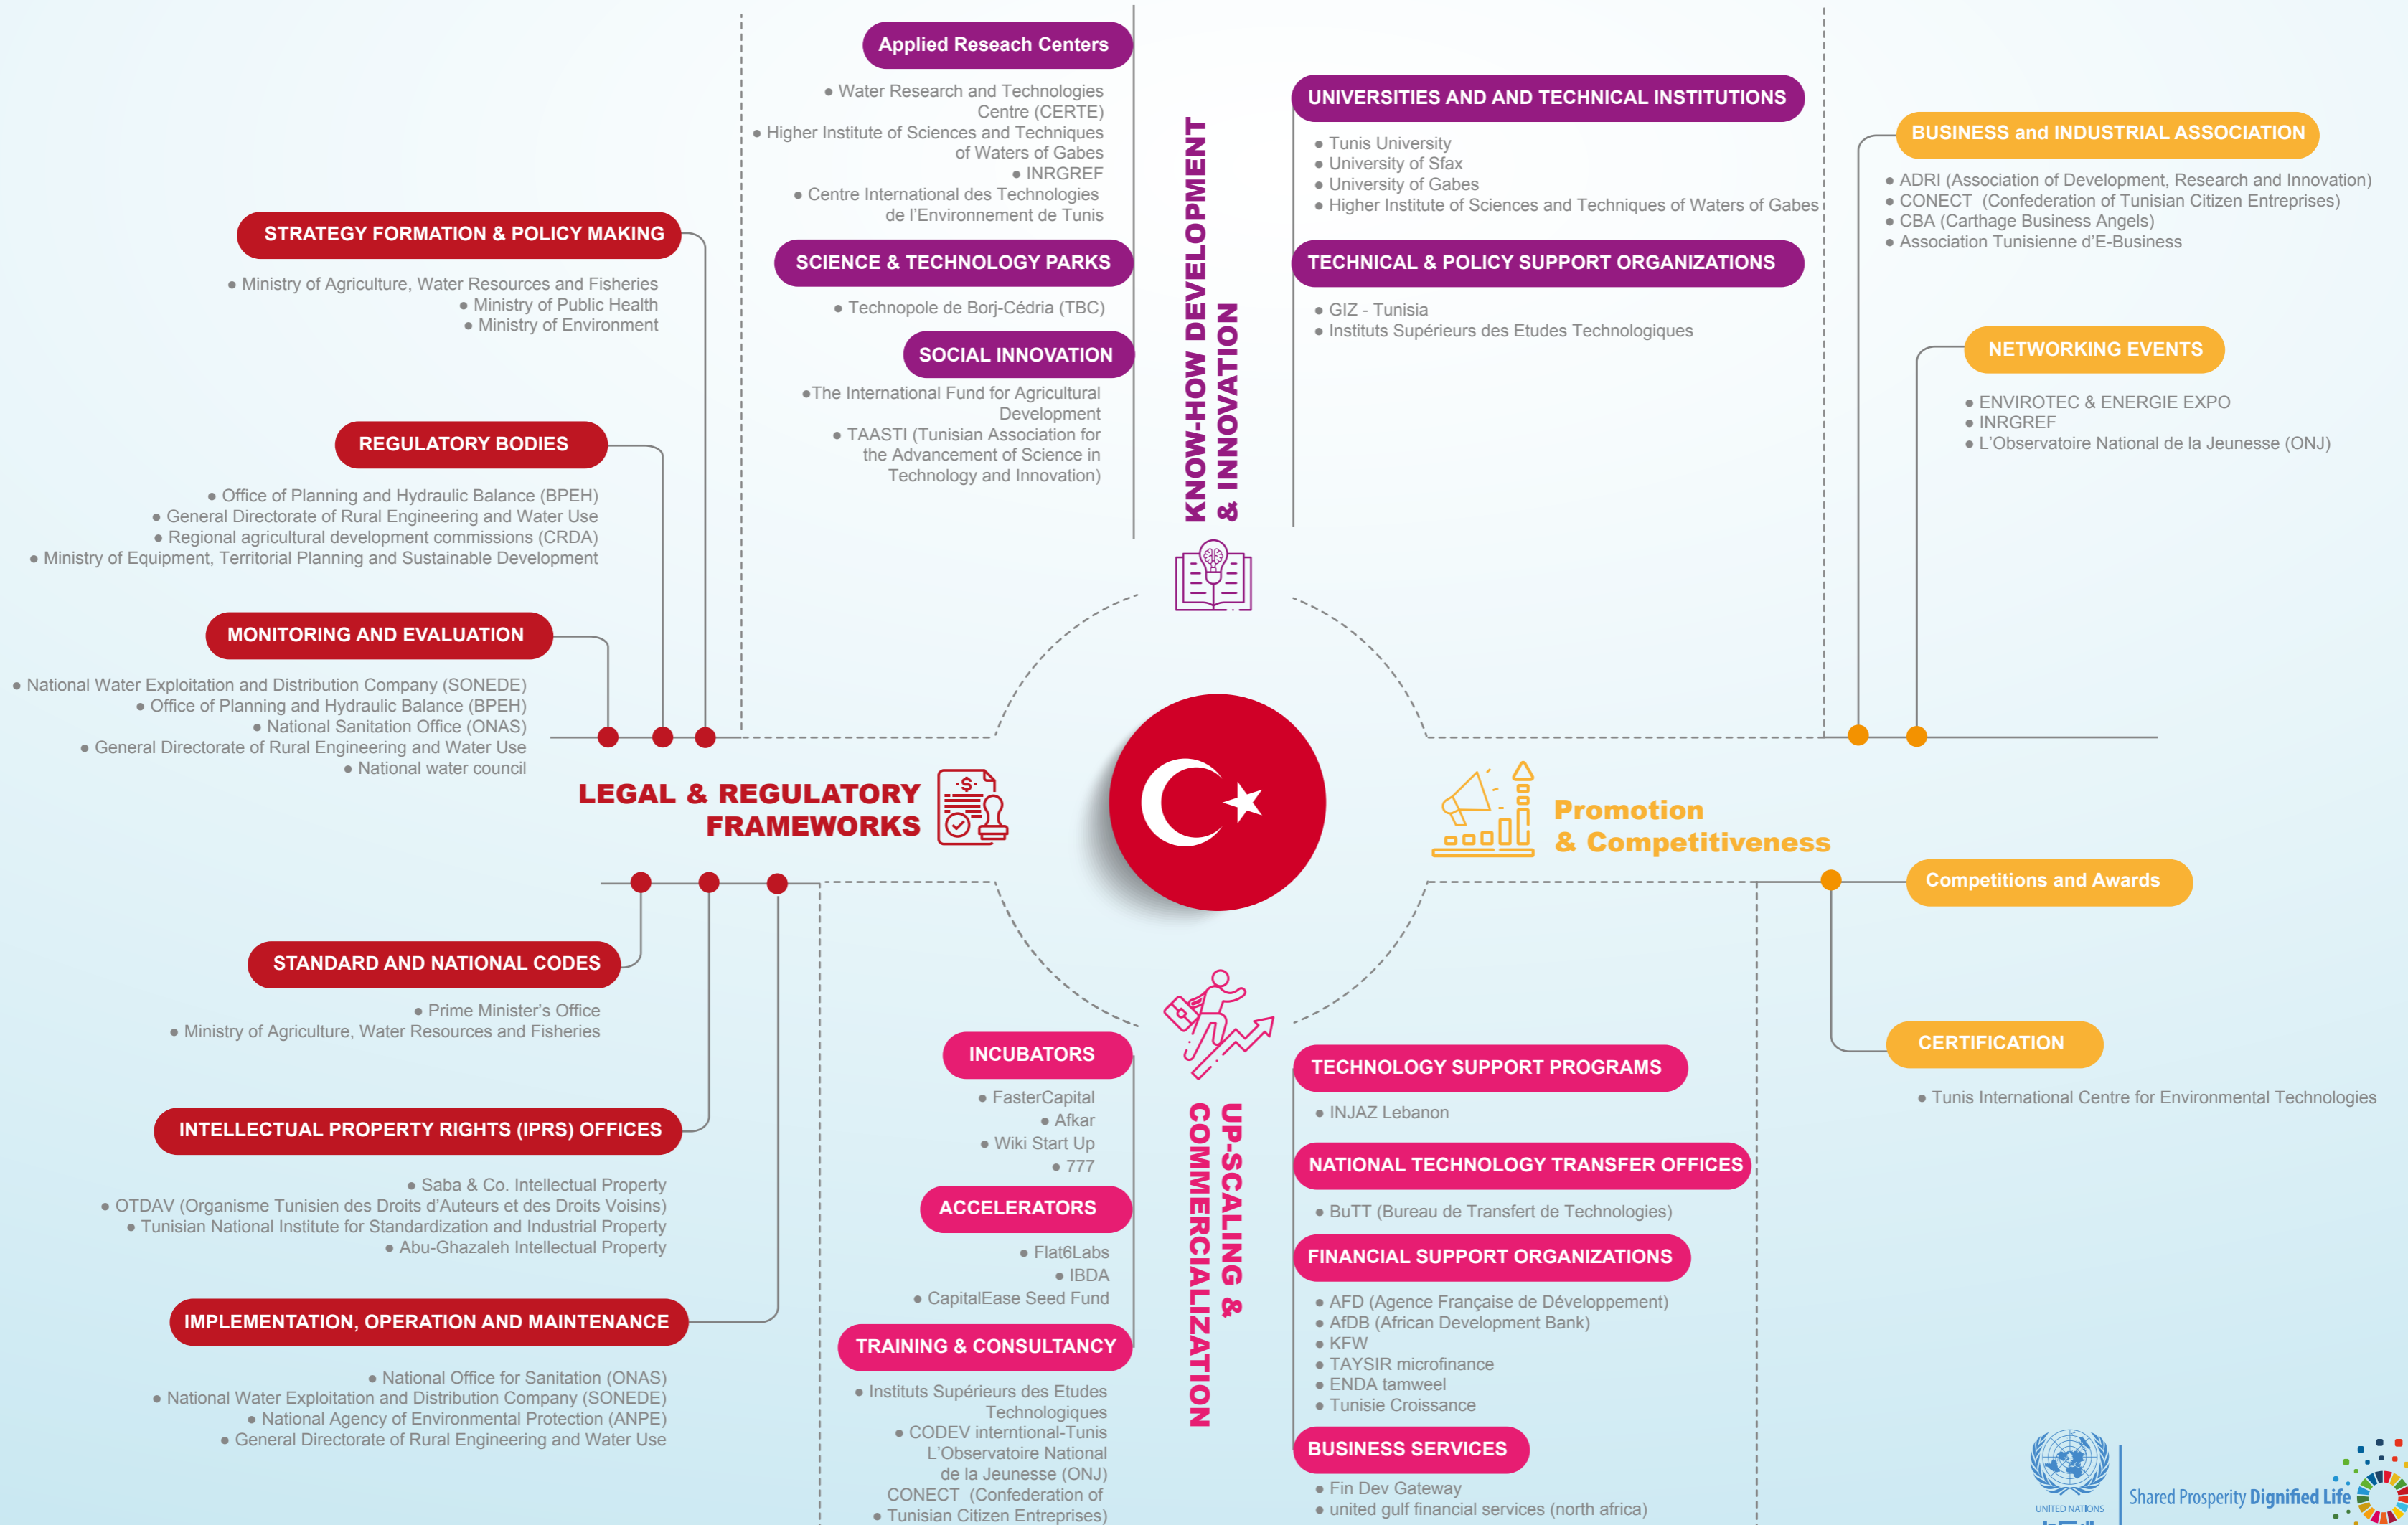 Applied Reseach Centers
● Water Research and Technologies
Centre (CERTE)
● Higher Institute of Sciences and Techniques
of Waters of Gabes
● INRGREF
● Centre International des Technologies
de l'Environnement de Tunis
SCIENCE & TECHNOLOGY PARKS
● Technopole de Borj-Cédria (TBC)
SOCIAL INNOVATION
●The International Fund for Agricultural
Development
● TAASTI (Tunisian Association for
the Advancement of Science in
Technology and Innovation)
KNOW-HOW DEVELOPMENT
& INNOVATION
UNIVERSITIES AND AND TECHNICAL INSTITUTIONS
● Tunis University
● University of Sfax
● University of Gabes
● Higher Institute of Sciences and Techniques of Waters of Gabes
TECHNICAL & POLICY SUPPORT ORGANIZATIONS
● GIZ - Tunisia
● Instituts Supérieurs des Etudes Technologiques
BUSINESS and INDUSTRIAL ASSOCIATION
● ADRI (Association of Development, Research and Innovation)
● CONECT (Confederation of Tunisian Citizen Entreprises)
● CBA (Carthage Business Angels)
● Association Tunisienne d'E-Business
NETWORKING EVENTS
● ENVIROTEC & ENERGIE EXPO
● INRGREF
● L'Observatoire National de la Jeunesse (ONJ)
STRATEGY FORMATION & POLICY MAKING
● Ministry of Agriculture, Water Resources and Fisheries
● Ministry of Public Health
● Ministry of Environment
REGULATORY BODIES
● Office of Planning and Hydraulic Balance (BPEH)
● General Directorate of Rural Engineering and Water Use
● Regional agricultural development commissions (CRDA)
● Ministry of Equipment, Territorial Planning and Sustainable Development
MONITORING AND EVALUATION
● National Water Exploitation and Distribution Company (SONEDE)
● Office of Planning and Hydraulic Balance (BPEH)
● National Sanitation Office (ONAS)
● General Directorate of Rural Engineering and Water Use
● National water council
LEGAL & REGULATORY
FRAMEWORKS
$
Promotion
& Competitiveness
Competitions and Awards
CERTIFICATION
● Tunis International Centre for Environmental Technologies
STANDARD AND NATIONAL CODES
● Prime Minister's Office
● Ministry of Agriculture, Water Resources and Fisheries
INTELLECTUAL PROPERTY RIGHTS (IPRS) OFFICES
● Saba & Co. Intellectual Property
● OTDAV (Organisme Tunisien des Droits d'Auteurs et des Droits Voisins)
● Tunisian National Institute for Standardization and Industrial Property
● Abu-Ghazaleh Intellectual Property
IMPLEMENTATION, OPERATION AND MAINTENANCE
● National Office for Sanitation (ONAS)
● National Water Exploitation and Distribution Company (SONEDE)
● National Agency of Environmental Protection (ANPE)
● General Directorate of Rural Engineering and Water Use
INCUBATORS
● FasterCapital
● Afkar
● Wiki Start Up
● 777
ACCELERATORS
● Flat6Labs
● IBDA
● CapitalEase Seed Fund
TRAINING & CONSULTANCY
● Instituts Supérieurs des Etudes
Technologiques
● CODEV interntional-Tunis
L'Observatoire National
de la Jeunesse (ONJ)
CONECT (Confederation of
● Tunisian Citizen Entreprises)
UP-SCALING &
COMMERCIALIZATION
TECHNOLOGY SUPPORT PROGRAMS
● INJAZ Lebanon
NATIONAL TECHNOLOGY TRANSFER OFFICES
● BuTT (Bureau de Transfert de Technologies)
FINANCIAL SUPPORT ORGANIZATIONS
● AFD (Agence Française de Développement)
● AfDB (African Development Bank)
● KFW
● TAYSIR microfinance
● ENDA tamweel
● Tunisie Croissance
BUSINESS SERVICES
● Fin Dev Gateway
● united gulf financial services (north africa)
UNITED NATIONS
Shared Prosperity Dignified Life